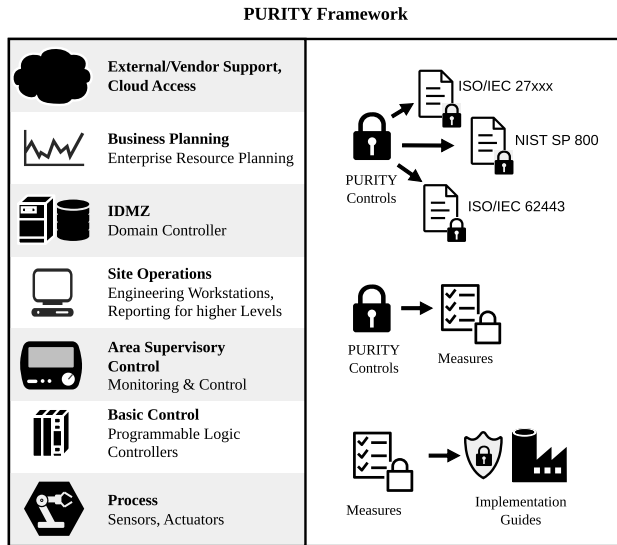 PURITY Framework
External/Vendor Support,
Cloud Access
Business Planning
Enterprise Resource Planning
IDMZ
Domain Controller
Site Operations
Engineering Workstations,
Reporting for higher Levels
Area Supervisory
Control
Monitoring & Control
Basic Control
Programmable Logic
Controllers
Process
Sensors, Actuators
ISO/IEC 27xxx
NIST SP 800
PURITY
Controls
ISO/IEC 62443
PURITY
Controls
Measures
Measures
Implementation
Guides